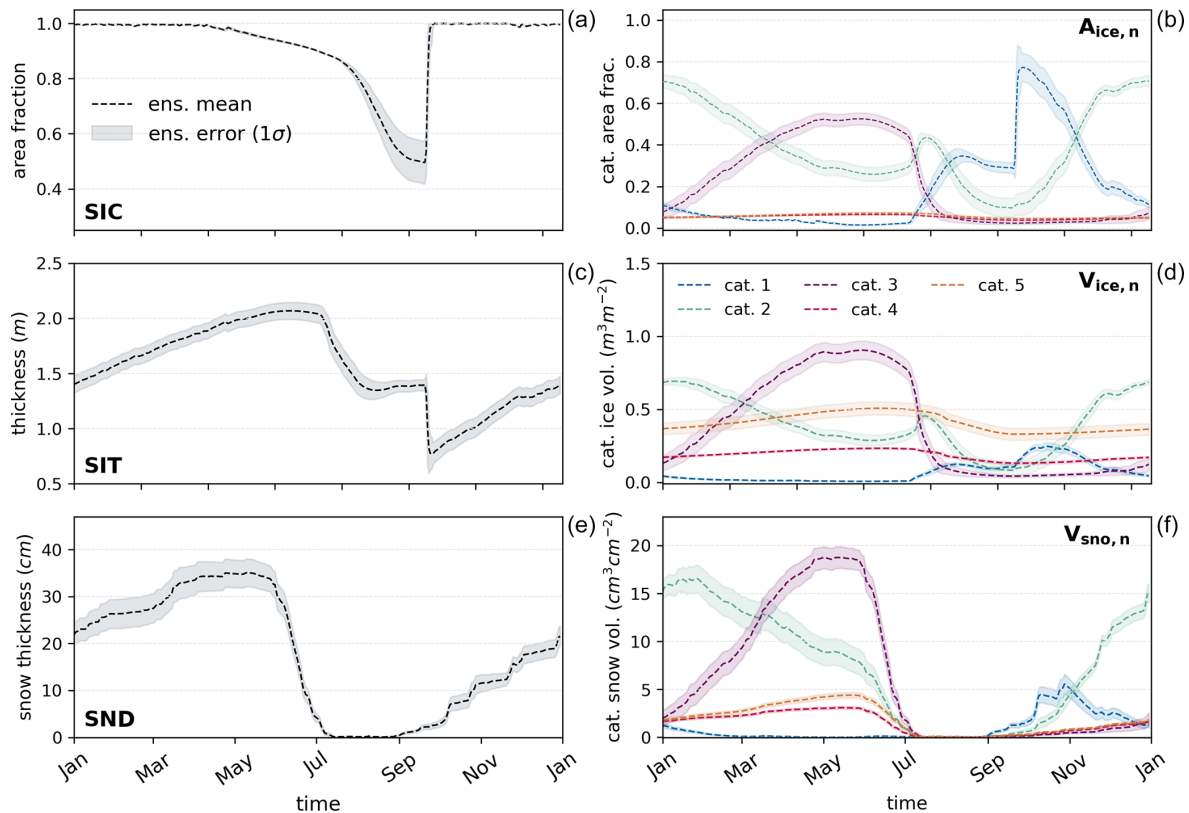 (a)
1.0
0.8
0.6
0.4
area fraction
ens. mean
ens. error (1σ)
SIC
(b)
A_ice, n
1.0
0.8
0.6
0.4
0.2
0.0
cat. area frac.
(c)
2.5
2.0
1.5
1.0
0.5
thickness (m)
SIT
(d)
V_ice, n
1.5
1.0
0.5
0.0
cat. ice vol. (m³m⁻²)
cat. 1
cat. 2
cat. 3
cat. 4
cat. 5
(e)
40
30
20
10
0
snow thickness (cm)
SND
Jan
Mar
May
Jul
Sep
Nov
Jan
time
(f)
V_sno, n
20
15
10
5
0
cat. snow vol. (cm³cm⁻²)
Jan
Mar
May
Jul
Sep
Nov
Jan
time